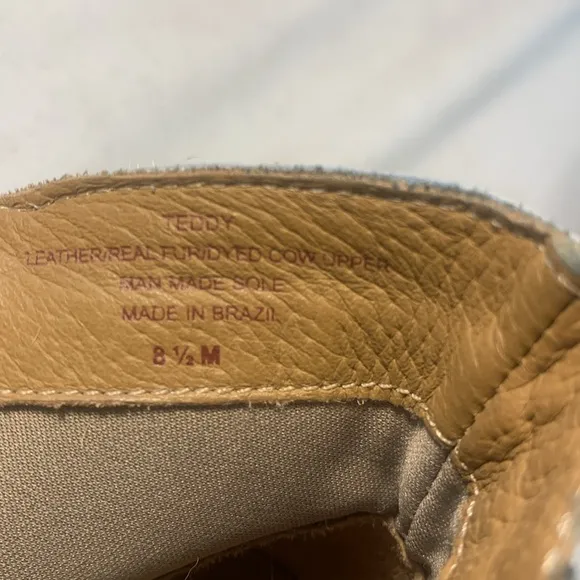 TEDDY
LEATHER/REAL FUR/DYED COW UPPER
MAN MADE SOLE
MADE IN BRAZIL
8 ½ M